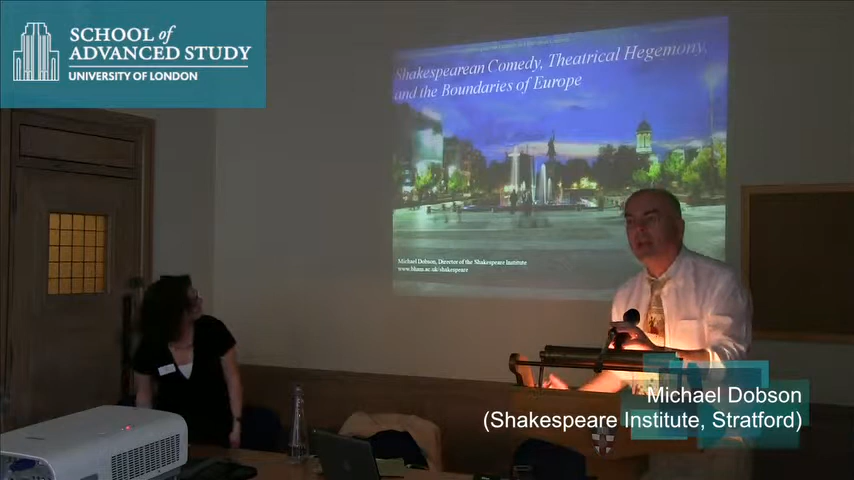 SCHOOL of
ADVANCED STUDY
UNIVERSITY OF LONDON
Shakespearean Comedy, Theatrical Hegemony,
and the Boundaries of Europe
Michael Dobson, Director of the Shakespeare Institute
www.bham.ac.uk/shakespeare
Michael Dobson
(Shakespeare Institute, Stratford)